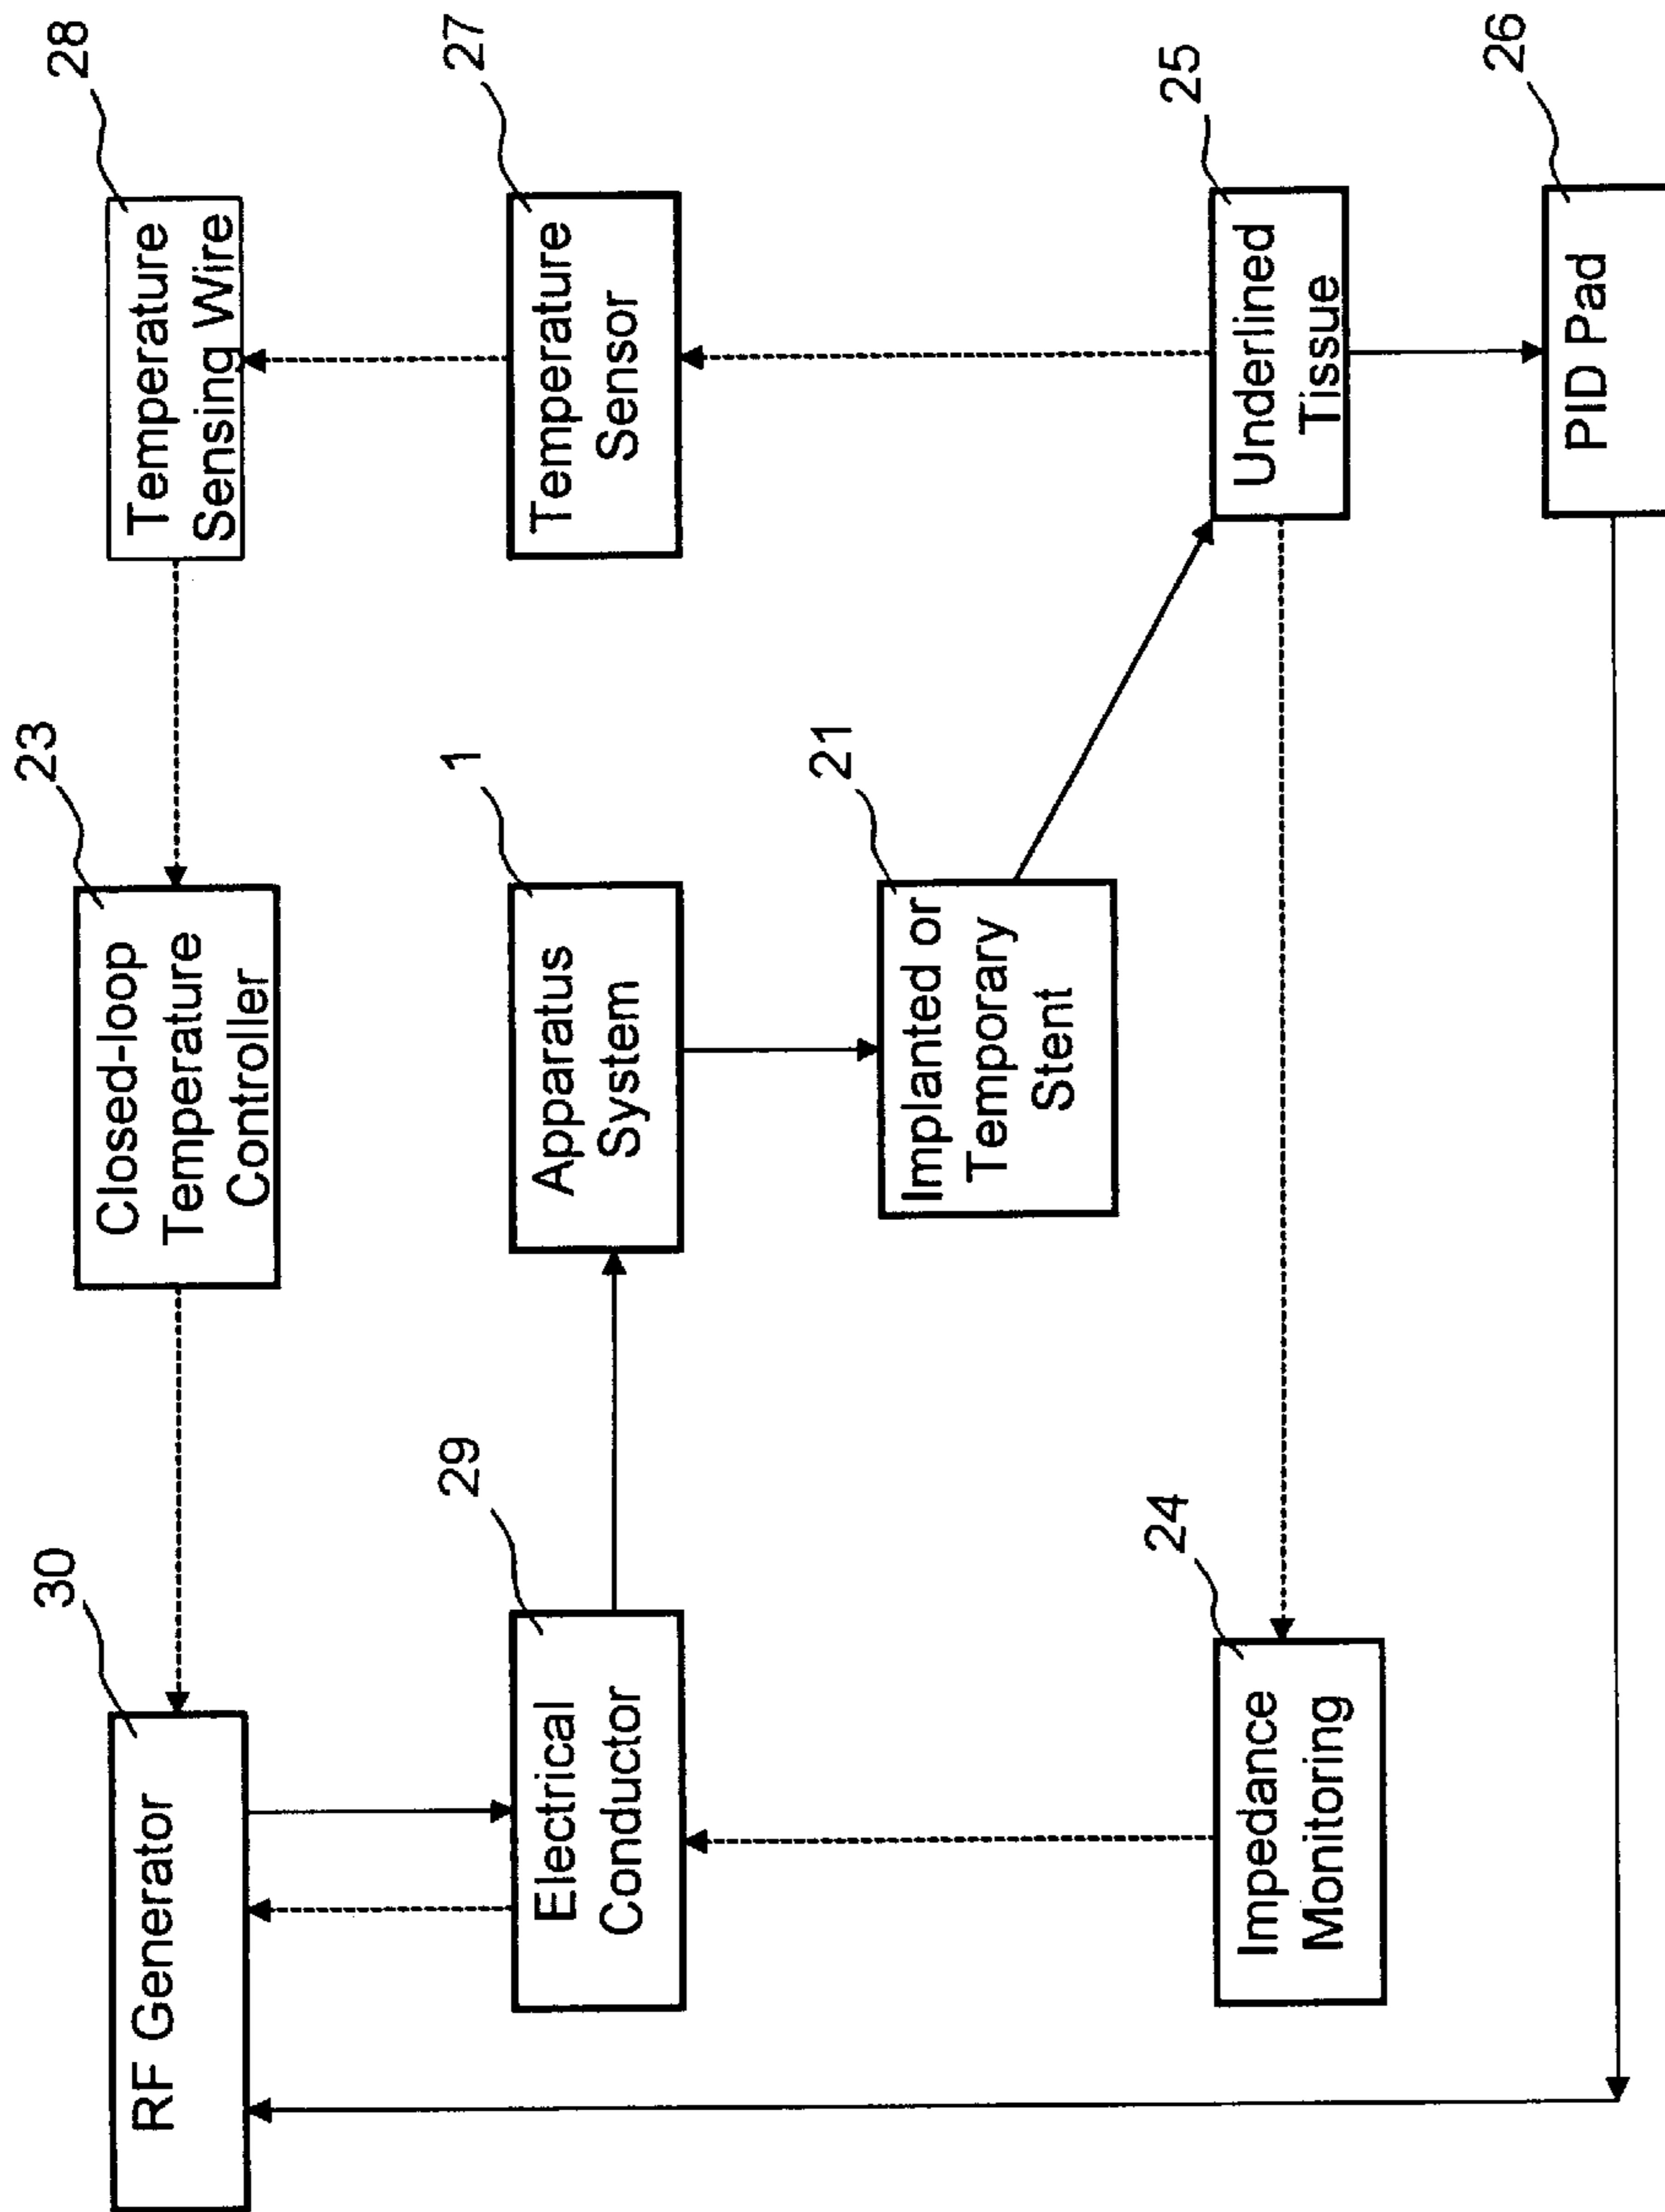 30
RF Generator
23
Closed-loop
Temperature
Controller
28
Temperature
Sensing Wire
29
Electrical
Conductor
1
Apparatus
System
27
Temperature
Sensor
21
Implanted or
Temporary
Stent
24
Impedance
Monitoring
25
Underlined
Tissue
26
PID Pad